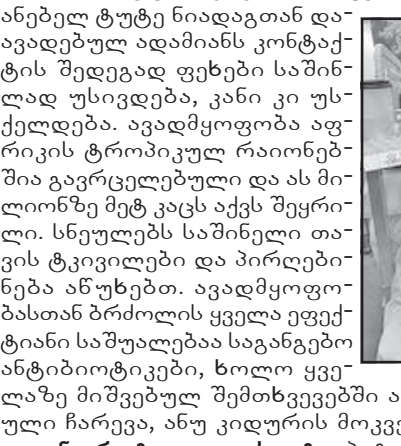 ანებელ ტუტე ნიადაგთან და-
ავადებულ ადამიანს კონტაქ-
ტის შედეგად ფეხები საშინ-
ლად უსივდება, კანი კი უს-
ქელდება. ავადმყოფობა აფ-
რიკის ტროპიკულ რაიონებ-
შია გავრცელებული და ას მი-
ლიონზე მეტ კაცს აქვს შეყრი-
ლი. სნეულებს საშინელი თა-
ვის ტკივილები და პირღები-
ნება აწუხებთ. ავადმყოფო-
ბასთან ბრძოლის ყველა ეფექ-
ტიანი საშუალებაა საგანგებო
ანტიბიოტიკები, ხოლო ყვე-
ლაზე მიშვებულ შემთხვევებში
ული ჩარევა, ანუ კიდურის